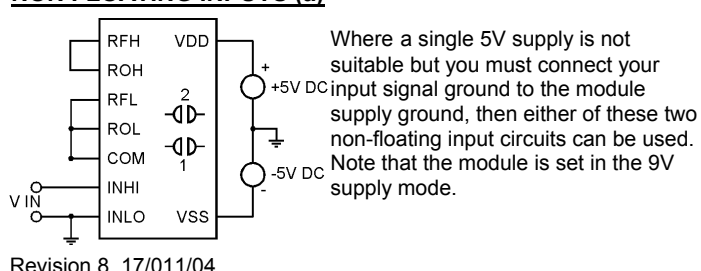 NON FLOATING INPUTS (a)
RFH VDD
ROH
RFL 2
ROL
COM 1
INHI
V IN
INLO VSS
+
+5V DC
-5V DC
-
Where a single 5V supply is not
suitable but you must connect your
input signal ground to the module
supply ground, then either of these two
non-floating input circuits can be used.
Note that the module is set in the 9V
supply mode.
Revision 8 17/011/04